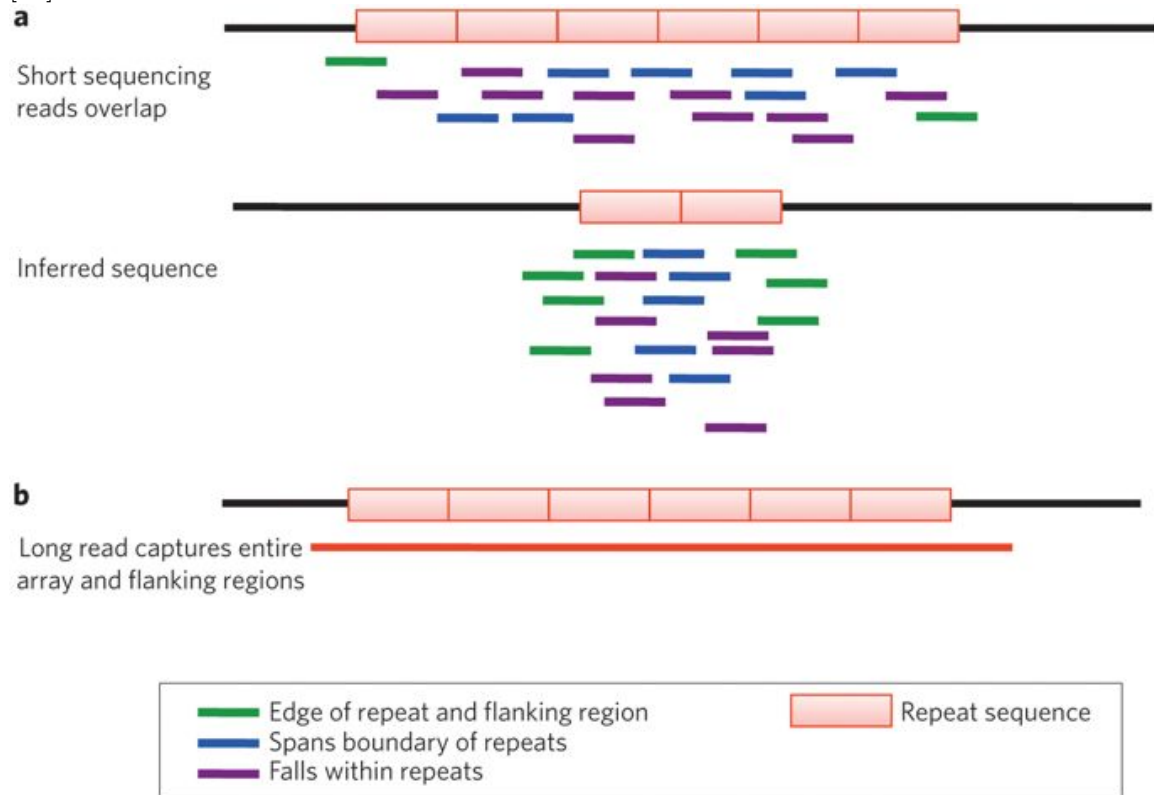 a
Short sequencing
reads overlap
Inferred sequence
b
Long read captures entire
array and flanking regions
Edge of repeat and flanking region
Repeat sequence
Spans boundary of repeats
Falls within repeats